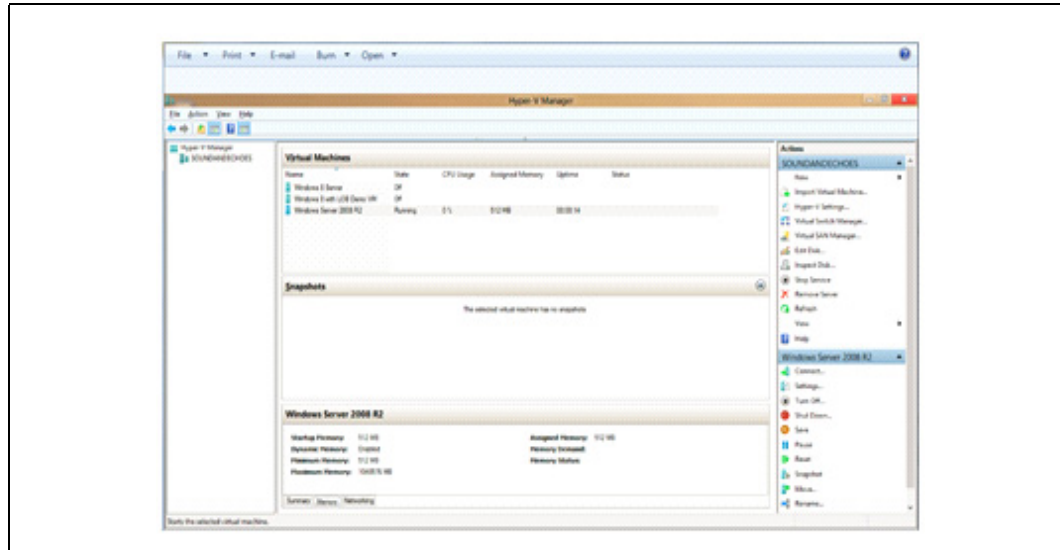 File Print E-mail Burn Open
Hyper-V Manager
File Action View Help
Hyper-V Manager
SOUNDANDECHOES
Virtual Machines
Name State CPU Usage Assigned Memory Uptime Status
Windows 8 Server Off
Windows 8 with LOB Demo VM Off
Windows Server 2008 R2 Running 0 % 512 MB
Snapshots
The selected virtual machine has no snapshots
Windows Server 2008 R2
Startup Memory: 512 MB
Dynamic Memory: Enabled
Minimum Memory: 512 MB
Maximum Memory: 1048576 MB
Assigned Memory: 512 MB
Memory Demand:
Memory Status:
Summary Memory Networking
Actions
SOUNDANDECHOES
New
Import Virtual Machine...
Hyper-V Settings...
Virtual Switch Manager...
Virtual SAN Manager...
Edit Disk...
Inspect Disk...
Stop Service
Remove Server
Refresh
View
Help
Windows Server 2008 R2
Connect...
Settings...
Turn Off...
Shut Down...
Save
Pause
Reset
Snapshot
Move...
Rename...
Starts the selected virtual machine.